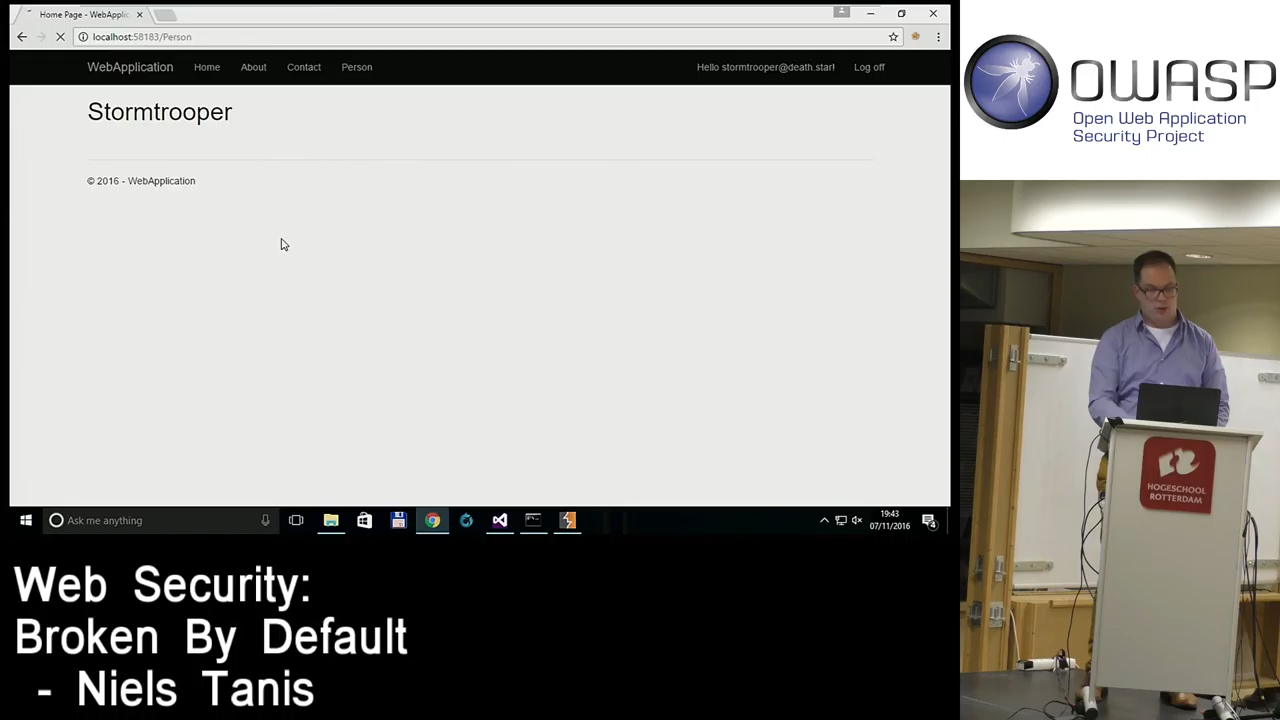 Home Page - WebApplic
localhost:58183/Person
WebApplication Home About Contact Person Hello stormtrooper@death.star! Log off
Stormtrooper
© 2016 - WebApplication
Ask me anything
19:43
07/11/2016
OWASP
Open Web Application
Security Project
HOGESCHOOL
ROTTERDAM
Web Security:
Broken By Default
- Niels Tanis